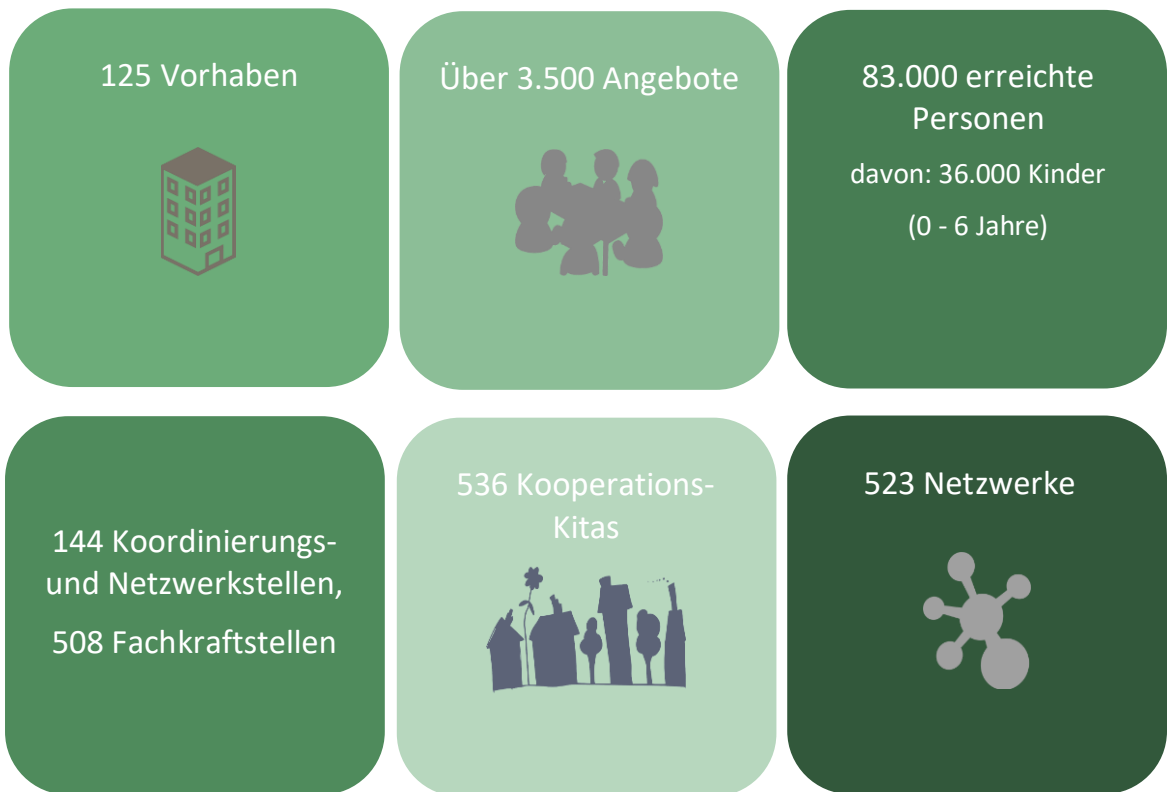 125 Vorhaben
Über 3.500 Angebote
83.000 erreichte
Personen
davon: 36.000 Kinder
(0 - 6 Jahre)
144 Koordinierungs-
und Netzwerkstellen,
508 Fachkraftstellen
536 Kooperations-
Kitas
523 Netzwerke